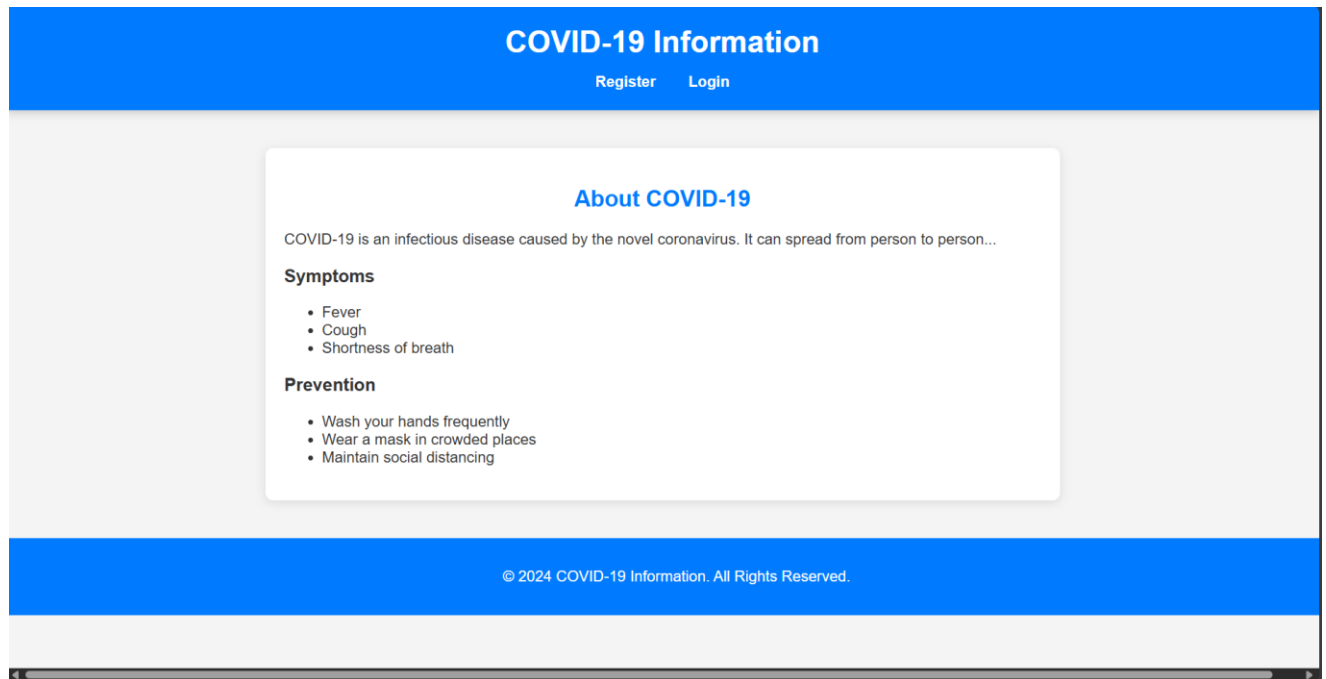 COVID-19 Information
Register Login
About COVID-19
COVID-19 is an infectious disease caused by the novel coronavirus. It can spread from person to person...
Symptoms
• Fever
• Cough
• Shortness of breath
Prevention
• Wash your hands frequently
• Wear a mask in crowded places
• Maintain social distancing
© 2024 COVID-19 Information. All Rights Reserved.